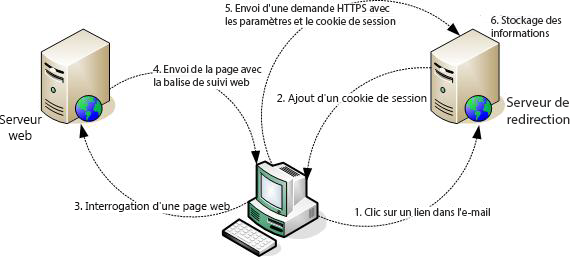 5. Envoi d'une demande HTTPS avec
les paramètres et le cookie de session
6. Stockage des
informations
4. Envoi de la page avec
la balise de suivi web
2. Ajout d'un cookie de session
Serveur
web
Serveur de
redirection
3. Interrogation d'une page web
1. Clic sur un lien dans l'e-mail